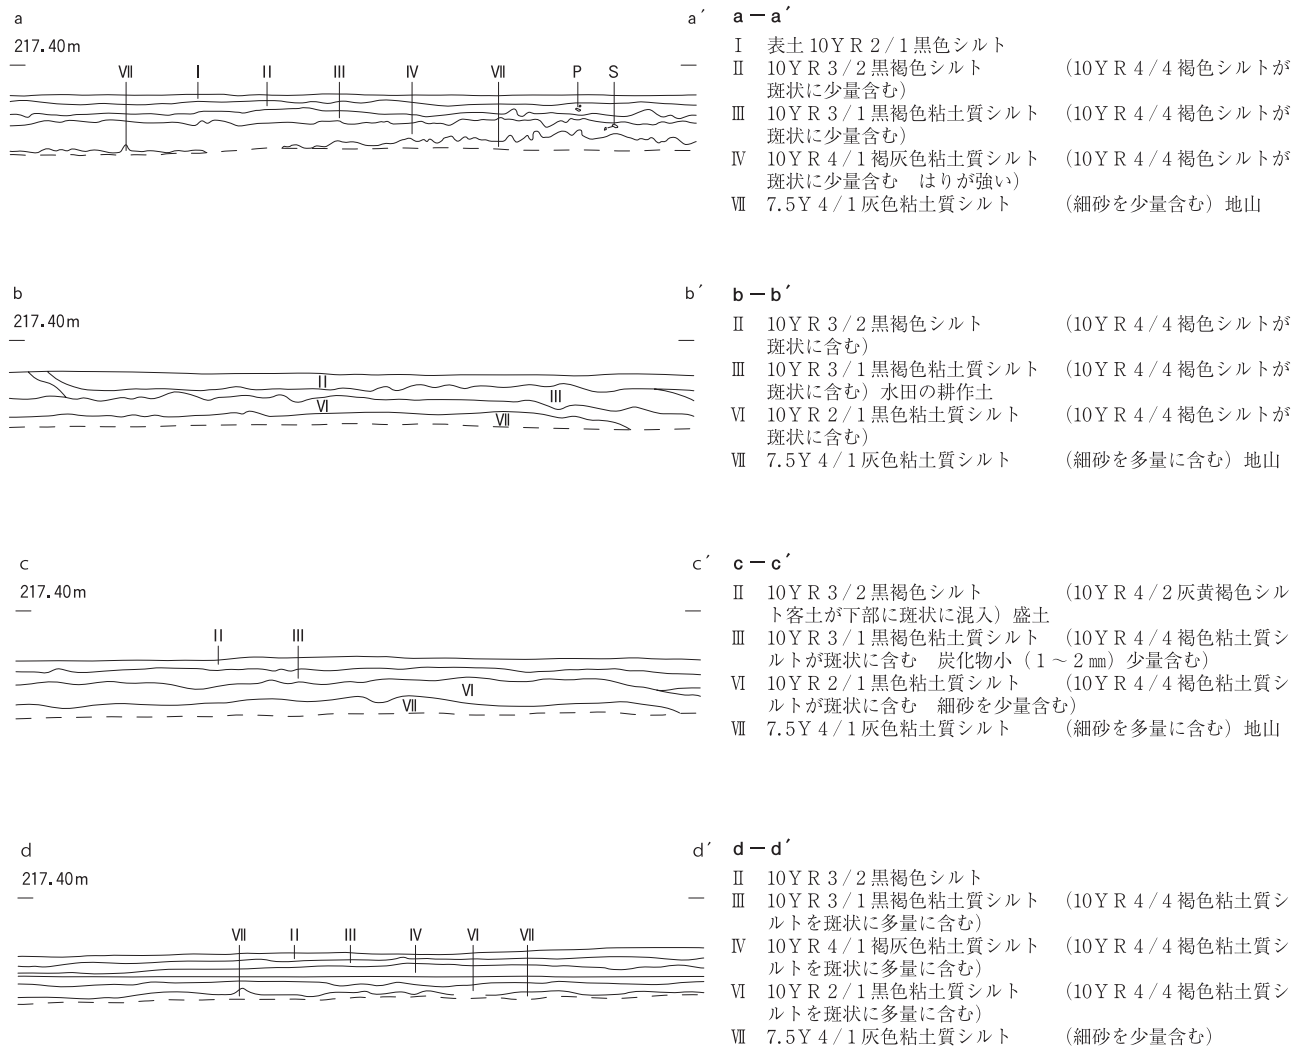 a a´
217.40m
Ⅶ Ⅰ Ⅱ Ⅲ Ⅳ Ⅶ P S
a－a´
Ⅰ 表土10ＹＲ２/１黒色シルト
Ⅱ 10ＹＲ３/２黒褐色シルト （10ＹＲ４/４褐色シルトが
斑状に少量含む）
Ⅲ 10ＹＲ３/１黒褐色粘土質シルト （10ＹＲ４/４褐色シルトが
斑状に少量含む）
Ⅳ 10ＹＲ４/１褐灰色粘土質シルト （10ＹＲ４/４褐色シルトが
斑状に少量含む　はりが強い）
Ⅶ 7.5Ｙ４/１灰色粘土質シルト （細砂を少量含む）地山
b b´
217.40m
Ⅱ
Ⅲ
Ⅵ
Ⅶ
b－b´
Ⅱ 10ＹＲ３/２黒褐色シルト （10ＹＲ４/４褐色シルトが
斑状に含む）
Ⅲ 10ＹＲ３/１黒褐色粘土質シルト （10ＹＲ４/４褐色シルトが
斑状に含む）水田の耕作土
Ⅵ 10ＹＲ２/１黒色粘土質シルト （10ＹＲ４/４褐色シルトが
斑状に含む）
Ⅶ 7.5Ｙ４/１灰色粘土質シルト （細砂を多量に含む）地山
c c´
217.40m
Ⅱ Ⅲ
Ⅵ
Ⅶ
c－c´
Ⅱ 10ＹＲ３/２黒褐色シルト （10ＹＲ４/２灰黄褐色シル
ト客土が下部に斑状に混入）盛土
Ⅲ 10ＹＲ３/１黒褐色粘土質シルト （10ＹＲ４/４褐色粘土質シ
ルトが斑状に含む　炭化物小（１～２㎜）少量含む）
Ⅵ 10ＹＲ２/１黒色粘土質シルト （10ＹＲ４/４褐色粘土質シ
ルトが斑状に含む　細砂を少量含む）
Ⅶ 7.5Ｙ４/１灰色粘土質シルト （細砂を多量に含む）地山
d d´
217.40m
Ⅶ Ⅱ Ⅲ Ⅳ Ⅵ Ⅶ
d－d´
Ⅱ 10ＹＲ３/２黒褐色シルト
Ⅲ 10ＹＲ３/１黒褐色粘土質シルト （10ＹＲ４/４褐色粘土質シ
ルトを斑状に多量に含む）
Ⅳ 10ＹＲ４/１褐灰色粘土質シルト （10ＹＲ４/４褐色粘土質シ
ルトを斑状に多量に含む）
Ⅵ 10ＹＲ２/１黒色粘土質シルト （10ＹＲ４/４褐色粘土質シ
ルトを斑状に多量に含む）
Ⅶ 7.5Ｙ４/１灰色粘土質シルト （細砂を少量含む）